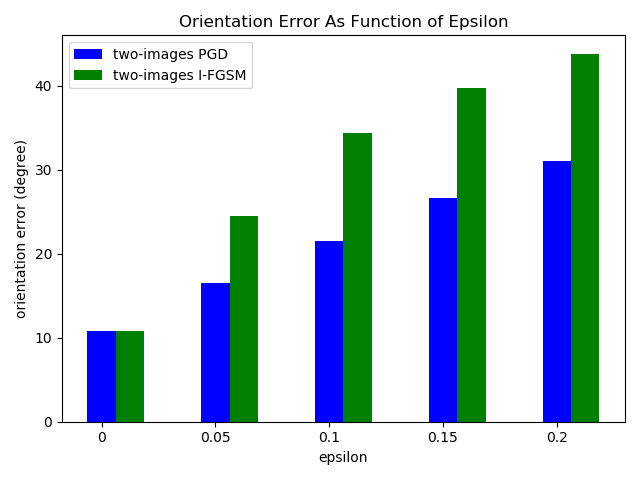 Orientation Error As Function of Epsilon
two-images PGD
two-images I-FGSM
orientation error (degree)
40
30
20
10
0
0 0.05 0.1 0.15 0.2
epsilon